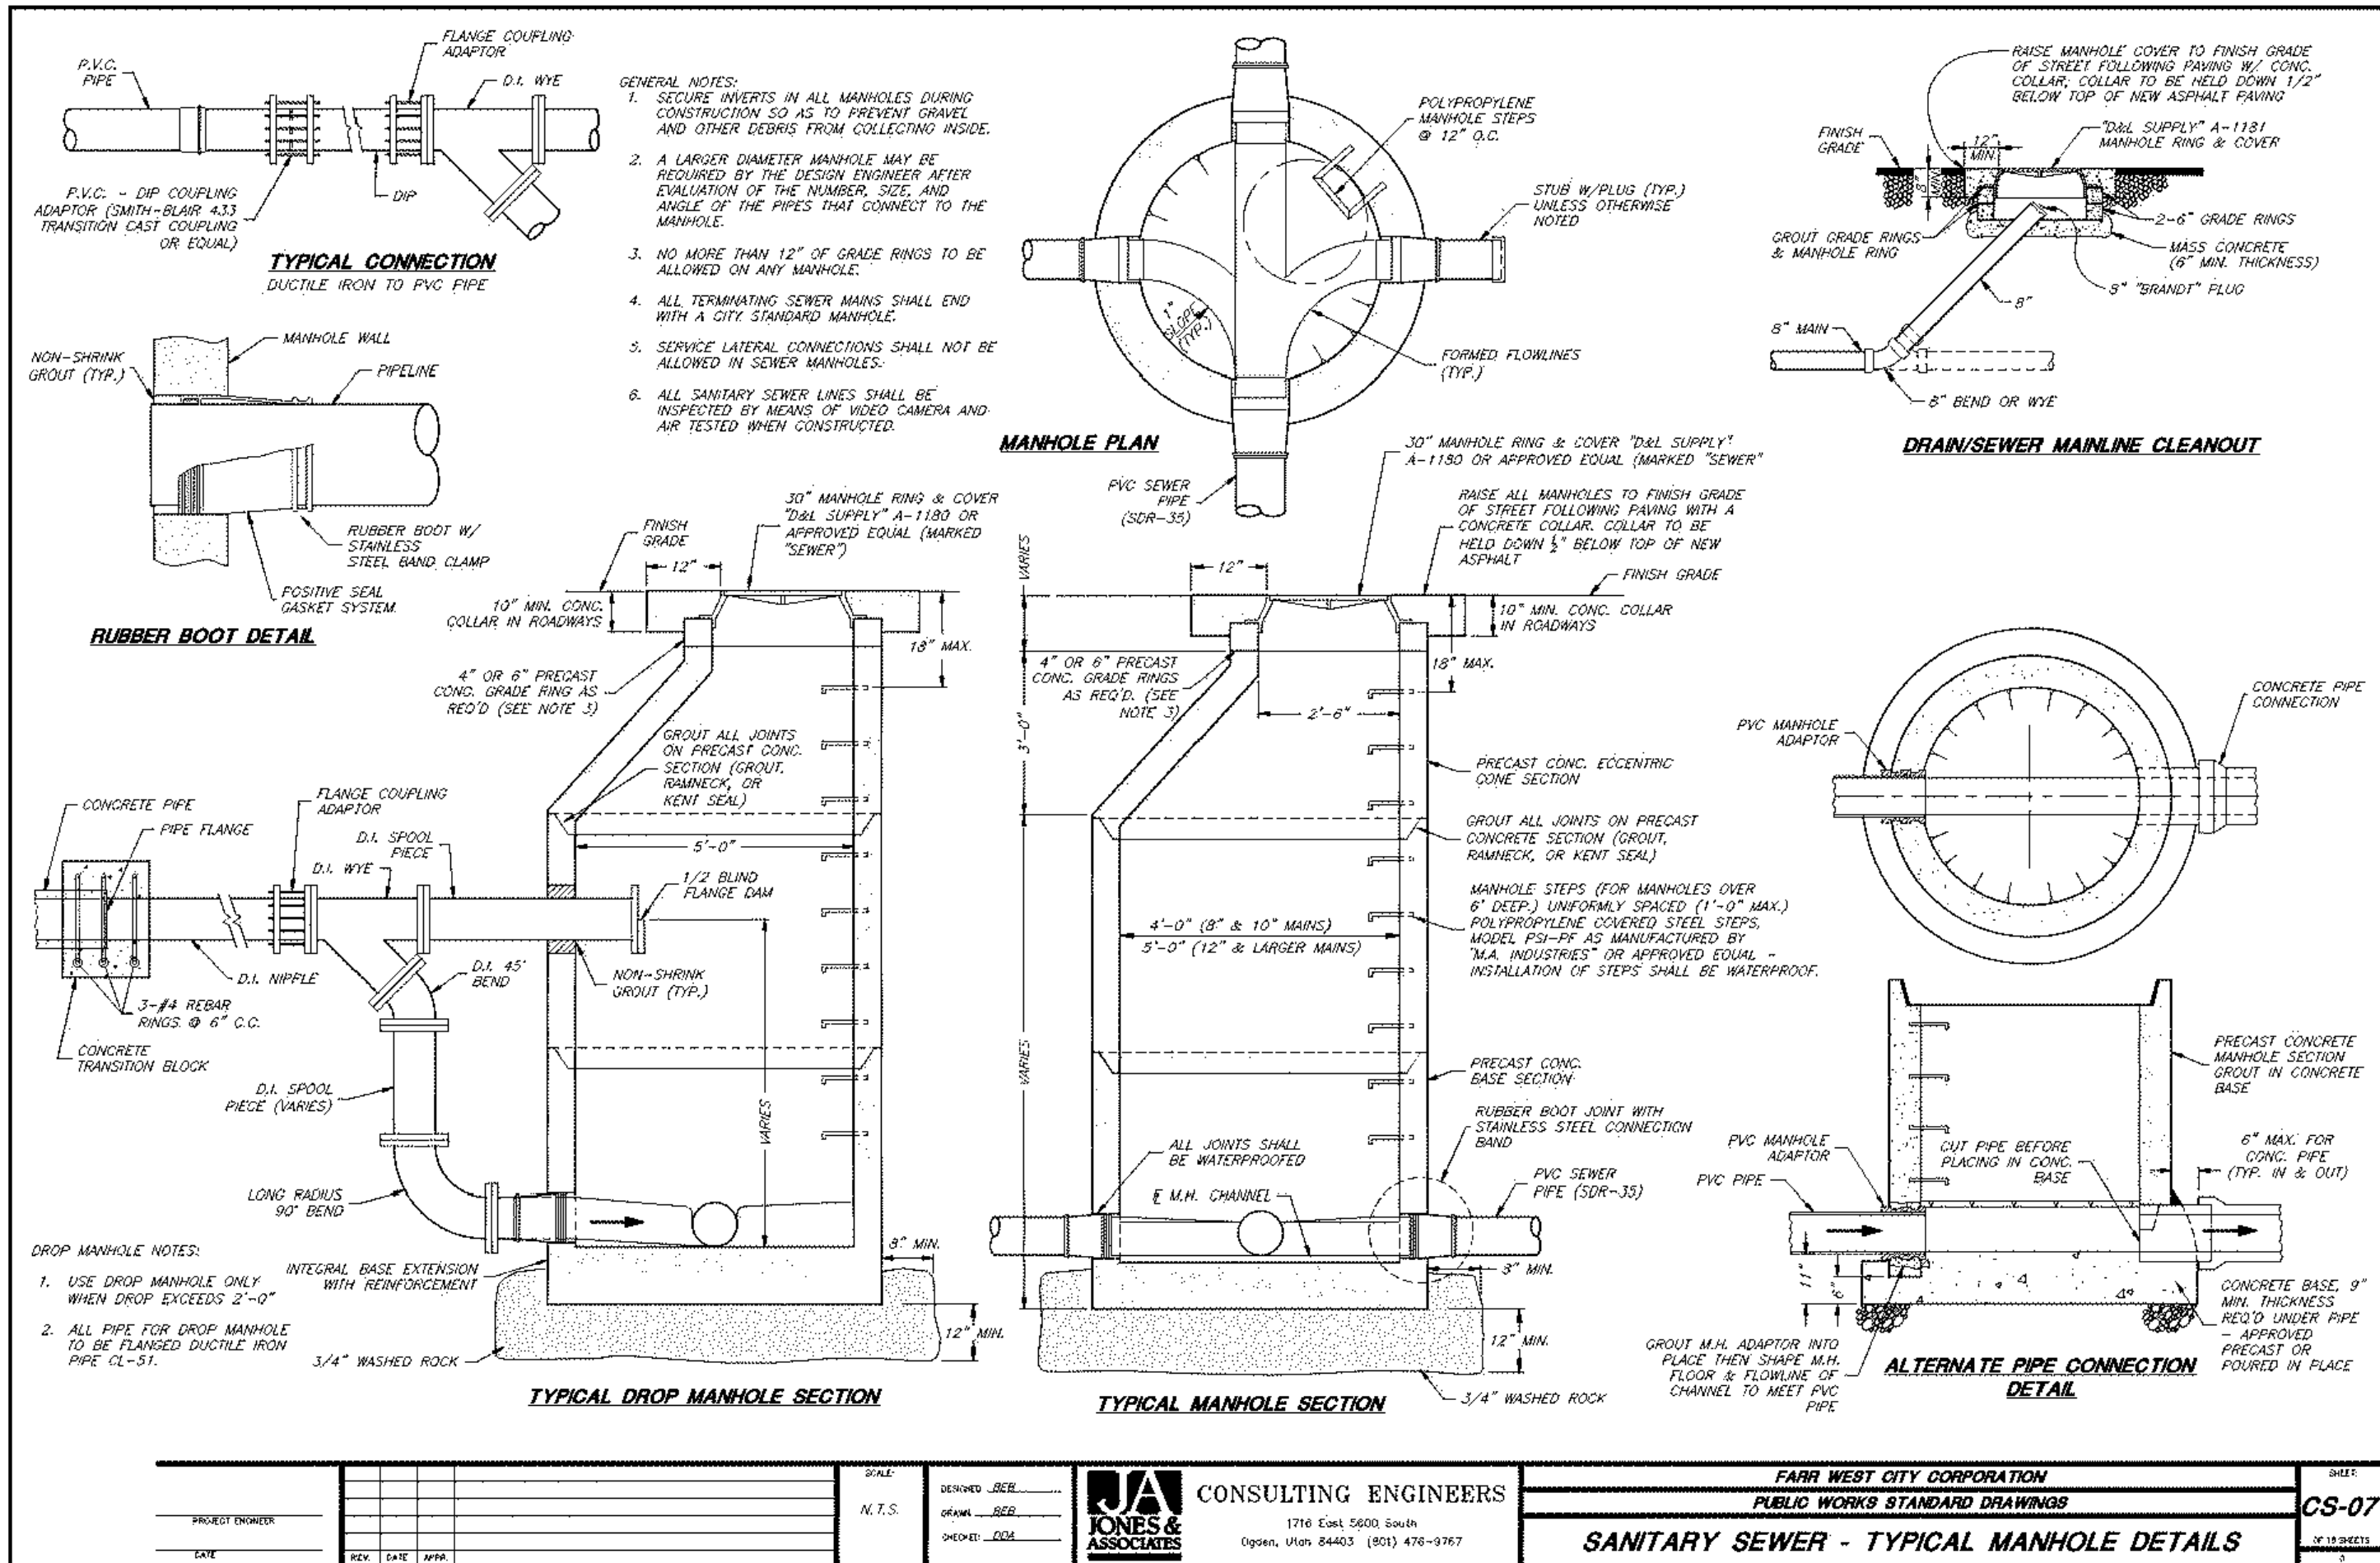 P.V.C.
PIPE
FLANGE COUPLING
ADAPTOR
D.I. WYE
P.V.C. - DIP COUPLING
ADAPTOR (SMITH-BLAIR 433
TRANSITION CAST COUPLING
OR EQUAL)
DIP
TYPICAL CONNECTION
DUCTILE IRON TO PVC PIPE
NON-SHRINK
GROUT (TYP.)
MANHOLE WALL
PIPELINE
RUBBER BOOT W/
STAINLESS
STEEL BAND CLAMP
POSITIVE SEAL
GASKET SYSTEM
RUBBER BOOT DETAIL
GENERAL NOTES:
1. SECURE INVERTS IN ALL MANHOLES DURING
CONSTRUCTION SO AS TO PREVENT GRAVEL
AND OTHER DEBRIS FROM COLLECTING INSIDE.
2. A LARGER DIAMETER MANHOLE MAY BE
REQUIRED BY THE DESIGN ENGINEER AFTER
EVALUATION OF THE NUMBER, SIZE, AND
ANGLE OF THE PIPES THAT CONNECT TO THE
MANHOLE.
3. NO MORE THAN 12" OF GRADE RINGS TO BE
ALLOWED ON ANY MANHOLE.
4. ALL TERMINATING SEWER MAINS SHALL END
WITH A CITY STANDARD MANHOLE.
5. SERVICE LATERAL CONNECTIONS SHALL NOT BE
ALLOWED IN SEWER MANHOLES.
6. ALL SANITARY SEWER LINES SHALL BE
INSPECTED BY MEANS OF VIDEO CAMERA AND
AIR TESTED WHEN CONSTRUCTED.
POLYPROPYLENE
MANHOLE STEPS
@ 12" O.C.
STUB W/PLUG (TYP.)
UNLESS OTHERWISE
NOTED
1"
SLOPE
(TYP.)
FORMED FLOWLINES
(TYP.)
MANHOLE PLAN
PVC SEWER
PIPE
(SDR-35)
RAISE MANHOLE COVER TO FINISH GRADE
OF STREET FOLLOWING PAVING W/ CONC.
COLLAR; COLLAR TO BE HELD DOWN 1/2"
BELOW TOP OF NEW ASPHALT PAVING
FINISH
GRADE
12"
MIN.
8"
MIN.
"D&L SUPPLY" A-1181
MANHOLE RING & COVER
2-6" GRADE RINGS
GROUT GRADE RINGS
& MANHOLE RING
MASS CONCRETE
(6" MIN. THICKNESS)
8" "BRANDT" PLUG
8"
8" MAIN
8" BEND OR WYE
DRAIN/SEWER MAINLINE CLEANOUT
30" MANHOLE RING & COVER
"D&L SUPPLY" A-1180 OR
APPROVED EQUAL (MARKED
"SEWER")
FINISH
GRADE
12"
10" MIN. CONC.
COLLAR IN ROADWAYS
18" MAX.
4" OR 6" PRECAST
CONC. GRADE RING AS
REQ'D (SEE NOTE 3)
GROUT ALL JOINTS
ON PRECAST CONC.
SECTION (GROUT,
RAMNECK, OR
KENT SEAL)
5'-0"
CONCRETE PIPE
PIPE FLANGE
FLANGE COUPLING
ADAPTOR
D.I. SPOOL
PIECE
D.I. WYE
1/2 BLIND
FLANGE DAM
D.I. NIPPLE
D.I. 45°
BEND
NON-SHRINK
GROUT (TYP.)
3-#4 REBAR
RINGS @ 6" C.C.
CONCRETE
TRANSITION BLOCK
D.I. SPOOL
PIECE (VARIES)
VARIES
LONG RADIUS
90° BEND
INTEGRAL BASE EXTENSION
WITH REINFORCEMENT
8" MIN.
12" MIN.
3/4" WASHED ROCK
DROP MANHOLE NOTES:
1. USE DROP MANHOLE ONLY
WHEN DROP EXCEEDS 2'-0"
2. ALL PIPE FOR DROP MANHOLE
TO BE FLANGED DUCTILE IRON
PIPE CL-51.
TYPICAL DROP MANHOLE SECTION
30" MANHOLE RING & COVER "D&L SUPPLY"
A-1180 OR APPROVED EQUAL (MARKED "SEWER"
RAISE ALL MANHOLES TO FINISH GRADE
OF STREET FOLLOWING PAVING WITH A
CONCRETE COLLAR. COLLAR TO BE
HELD DOWN ½" BELOW TOP OF NEW
ASPHALT
VARIES
12"
FINISH GRADE
10" MIN. CONC. COLLAR
IN ROADWAYS
18" MAX.
4" OR 6" PRECAST
CONC. GRADE RINGS
AS REQ'D. (SEE
NOTE 3)
2'-6"
3'-0"
PRECAST CONC. ECCENTRIC
CONE SECTION
GROUT ALL JOINTS ON PRECAST
CONCRETE SECTION (GROUT,
RAMNECK, OR KENT SEAL)
4'-0" (8" & 10" MAINS)
5'-0" (12" & LARGER MAINS)
MANHOLE STEPS (FOR MANHOLES OVER
6' DEEP.) UNIFORMLY SPACED (1'-0" MAX.)
POLYPROPYLENE COVERED STEEL STEPS,
MODEL PSI-PF AS MANUFACTURED BY
"M.A. INDUSTRIES" OR APPROVED EQUAL -
INSTALLATION OF STEPS SHALL BE WATERPROOF.
VARIES
PRECAST CONC.
BASE SECTION
RUBBER BOOT JOINT WITH
STAINLESS STEEL CONNECTION
BAND
ALL JOINTS SHALL
BE WATERPROOFED
℄ M.H. CHANNEL
PVC SEWER
PIPE (SDR-35)
8" MIN.
12" MIN.
3/4" WASHED ROCK
TYPICAL MANHOLE SECTION
CONCRETE PIPE
CONNECTION
PVC MANHOLE
ADAPTOR
PRECAST CONCRETE
MANHOLE SECTION
GROUT IN CONCRETE
BASE
PVC MANHOLE
ADAPTOR
CUT PIPE BEFORE
PLACING IN CONC.
BASE
6" MAX. FOR
CONC. PIPE
(TYP. IN & OUT)
PVC PIPE
11"
6"
GROUT M.H. ADAPTOR INTO
PLACE THEN SHAPE M.H.
FLOOR & FLOWLINE OF
CHANNEL TO MEET PVC
PIPE
CONCRETE BASE, 9"
MIN. THICKNESS
REQ'D UNDER PIPE
- APPROVED
PRECAST OR
POURED IN PLACE
ALTERNATE PIPE CONNECTION
DETAIL
PROJECT ENGINEER
DATE
REV. DATE APPR.
SCALE:
N.T.S.
DESIGNED BEB
DRAWN BEB
CHECKED DDA
JA
JONES &
ASSOCIATES
CONSULTING ENGINEERS
1716 East 5600 South
Ogden, Utah 84403 (801) 476-9767
FARR WEST CITY CORPORATION
PUBLIC WORKS STANDARD DRAWINGS
SANITARY SEWER - TYPICAL MANHOLE DETAILS
SHEET:
CS-07